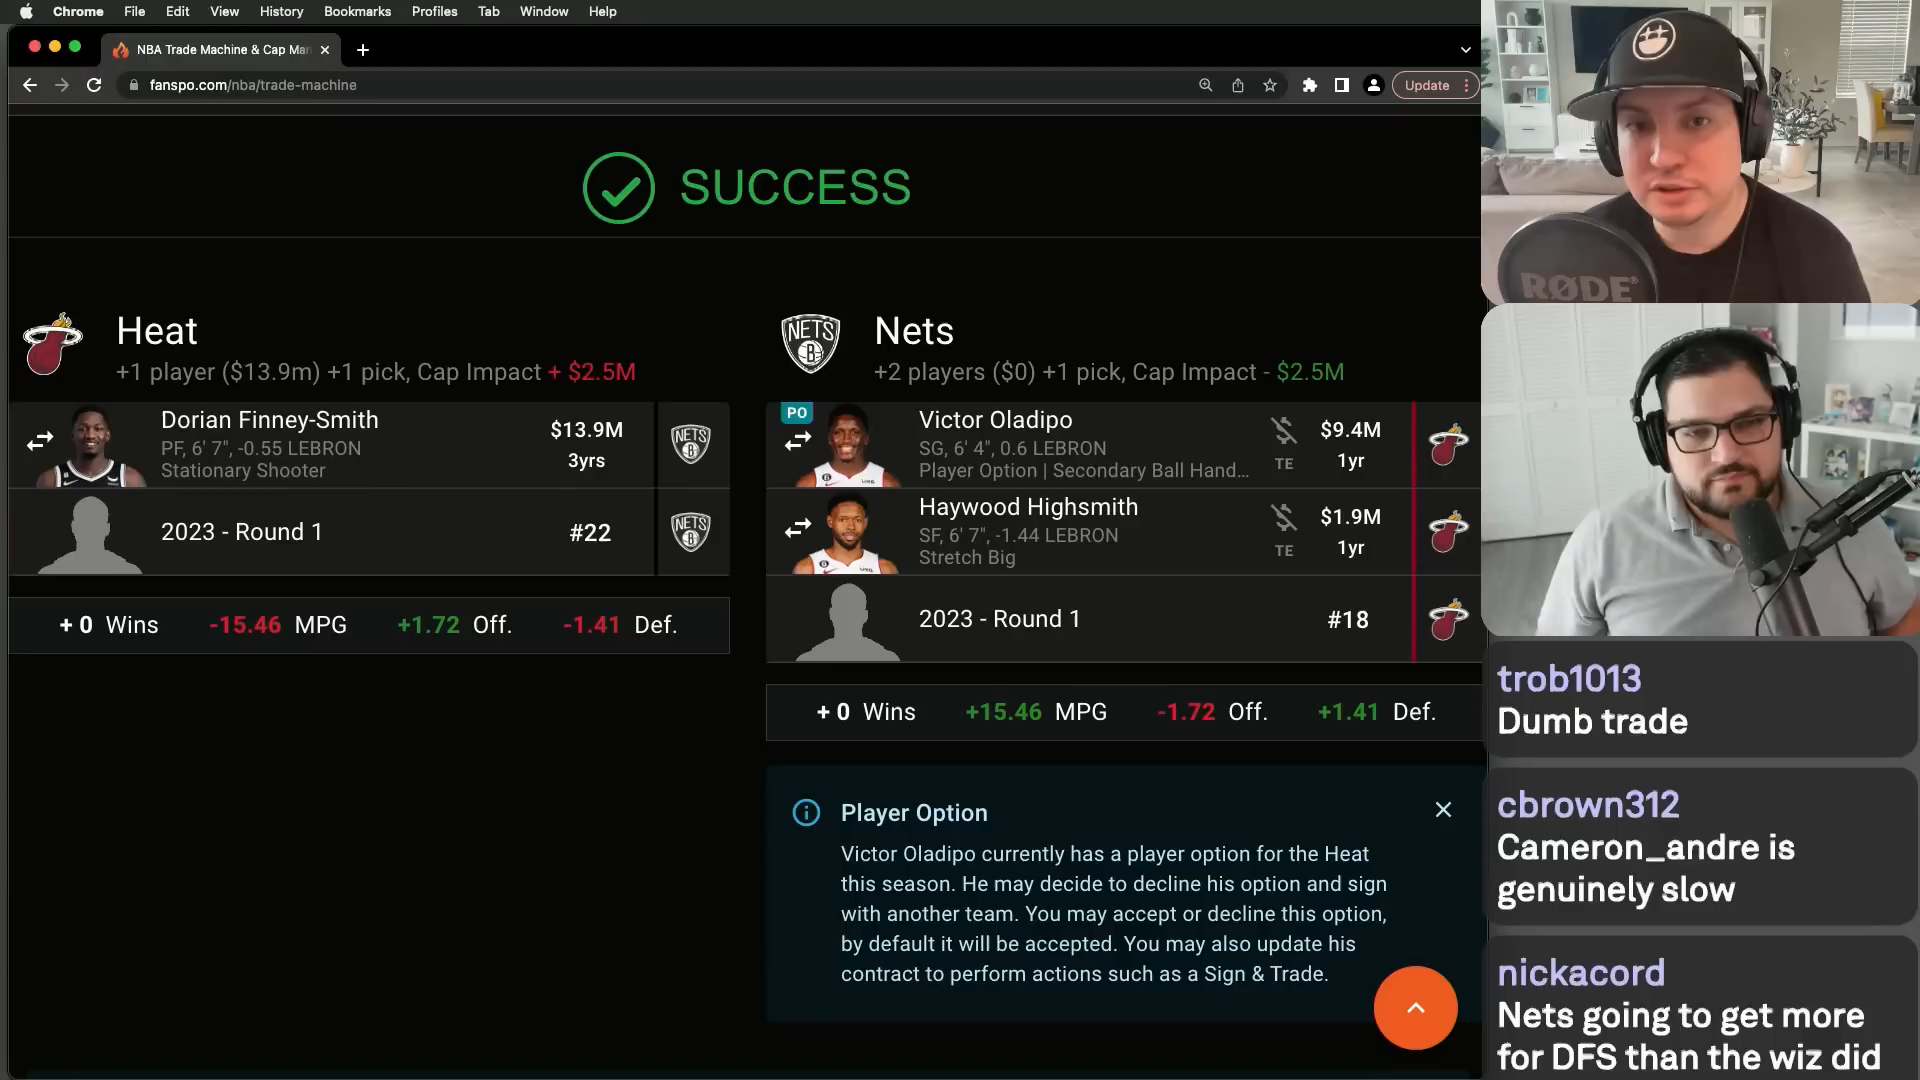 Chrome File Edit View History Bookmarks Profiles Tab Window Help
NBA Trade Machine & Cap Man
fanspo.com/nba/trade-machine
Update
SUCCESS
Heat
+1 player ($13.9m) +1 pick, Cap Impact + $2.5M
Dorian Finney-Smith
$13.9M
PF, 6' 7", -0.55 LEBRON
3yrs
Stationary Shooter
2023 - Round 1
#22
+ 0 Wins -15.46 MPG +1.72 Off. -1.41 Def.
NETS
Nets
+2 players ($0) +1 pick, Cap Impact - $2.5M
PO
Victor Oladipo
$9.4M
SG, 6' 4", 0.6 LEBRON
TE
1yr
Player Option | Secondary Ball Hand...
Haywood Highsmith
$1.9M
SF, 6' 7", -1.44 LEBRON
TE
1yr
Stretch Big
2023 - Round 1
#18
+ 0 Wins +15.46 MPG -1.72 Off. +1.41 Def.
Player Option
Victor Oladipo currently has a player option for the Heat
this season. He may decide to decline his option and sign
with another team. You may accept or decline this option,
by default it will be accepted. You may also update his
contract to perform actions such as a Sign & Trade.
RØDE
trob1013
Dumb trade
cbrown312
Cameron_andre is
genuinely slow
nickacord
Nets going to get more
for DFS than the wiz did